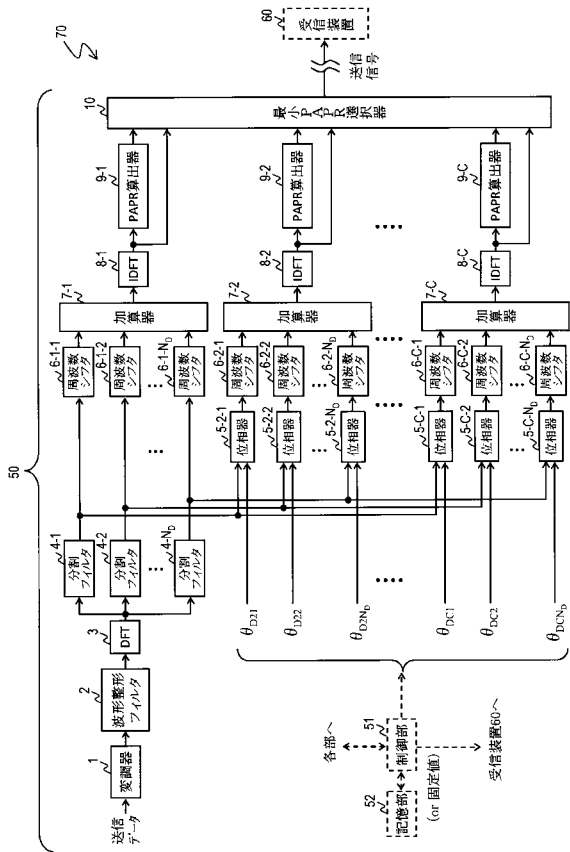 50
70
送信
データ
1
変調器
2
波形整形
フィルタ
3
DFT
4-1
分割
フィルタ
4-2
分割
フィルタ
4-N_D
分割
フィルタ
6-1-1
周波数
シフタ
6-1-2
周波数
シフタ
6-1-N_D
周波数
シフタ
7-1
加算器
8-1
IDFT
9-1
PAPR算出器
5-2-1
位相器
5-2-2
位相器
5-2-N_D
位相器
6-2-1
周波数
シフタ
6-2-2
周波数
シフタ
6-2-N_D
周波数
シフタ
7-2
加算器
8-2
IDFT
9-2
PAPR算出器
5-C-1
位相器
5-C-2
位相器
5-C-N_D
位相器
6-C-1
周波数
シフタ
6-C-2
周波数
シフタ
6-C-N_D
周波数
シフタ
7-C
加算器
8-C
IDFT
9-C
PAPR算出器
10
最小PAPR選択器
送信
信号
60
受信装置
θ_D21
θ_D22
θ_D2N_D
θ_DC1
θ_DC2
θ_DCN_D
各部へ
51
制御部
52
記憶部
(or 固定値)
受信装置60へ